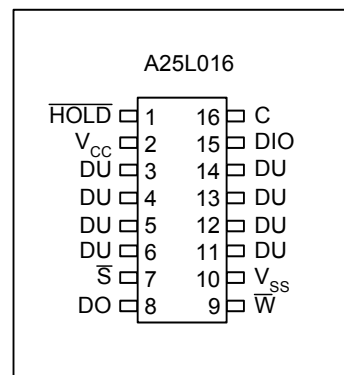 A25L016
HOLD 1 16 C
VCC 2 15 DIO
DU 3 14 DU
DU 4 13 DU
DU 5 12 DU
DU 6 11 DU
S 7 10 VSS
DO 8 9 W